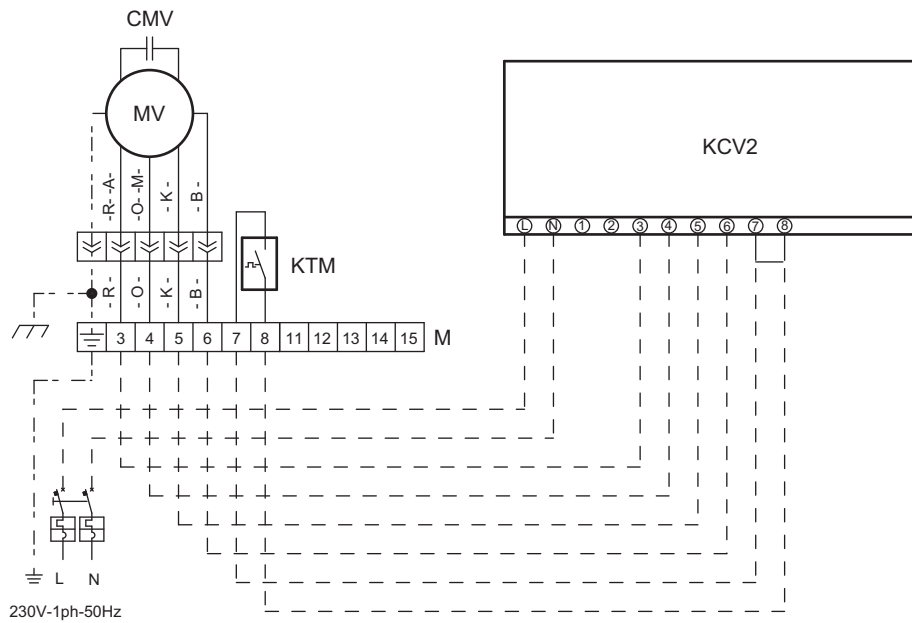 CMV
MV
KCV2
-R--A-
-O--M-
-K-
-B-
L N 1 2 3 4 5 6 7 8
KTM
-R-
-O-
-K-
-B-
3 4 5 6 7 8 11 12 13 14 15 M
L N
230V-1ph-50Hz